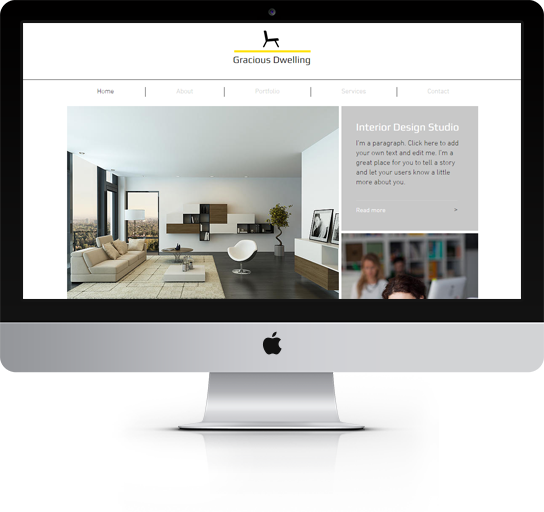 Gracious Dwelling
Home
About
Portfolio
Services
Contact
Interior Design Studio
I'm a paragraph. Click here to add
your own text and edit me. I'm a
great place for you to tell a story
and let your users know a little
more about you.
Read more >